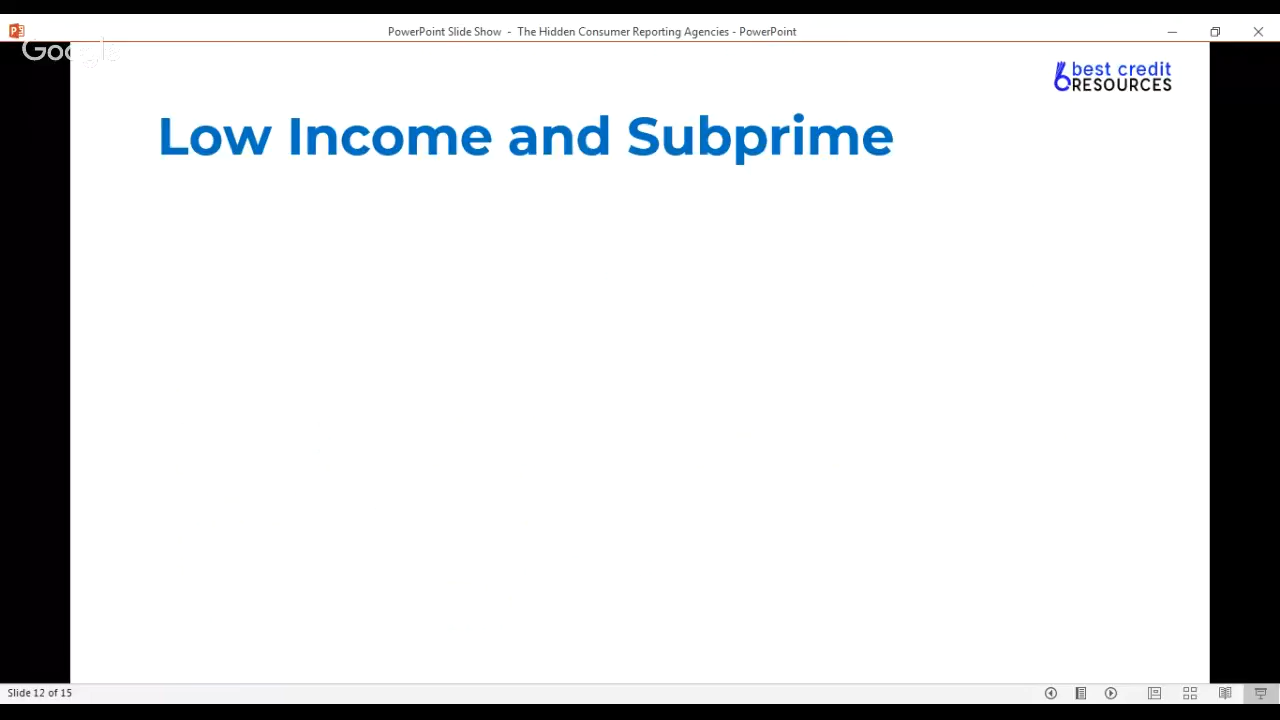 PowerPoint Slide Show - The Hidden Consumer Reporting Agencies - PowerPoint
Google
best credit
RESOURCES
Low Income and Subprime
Slide 12 of 15